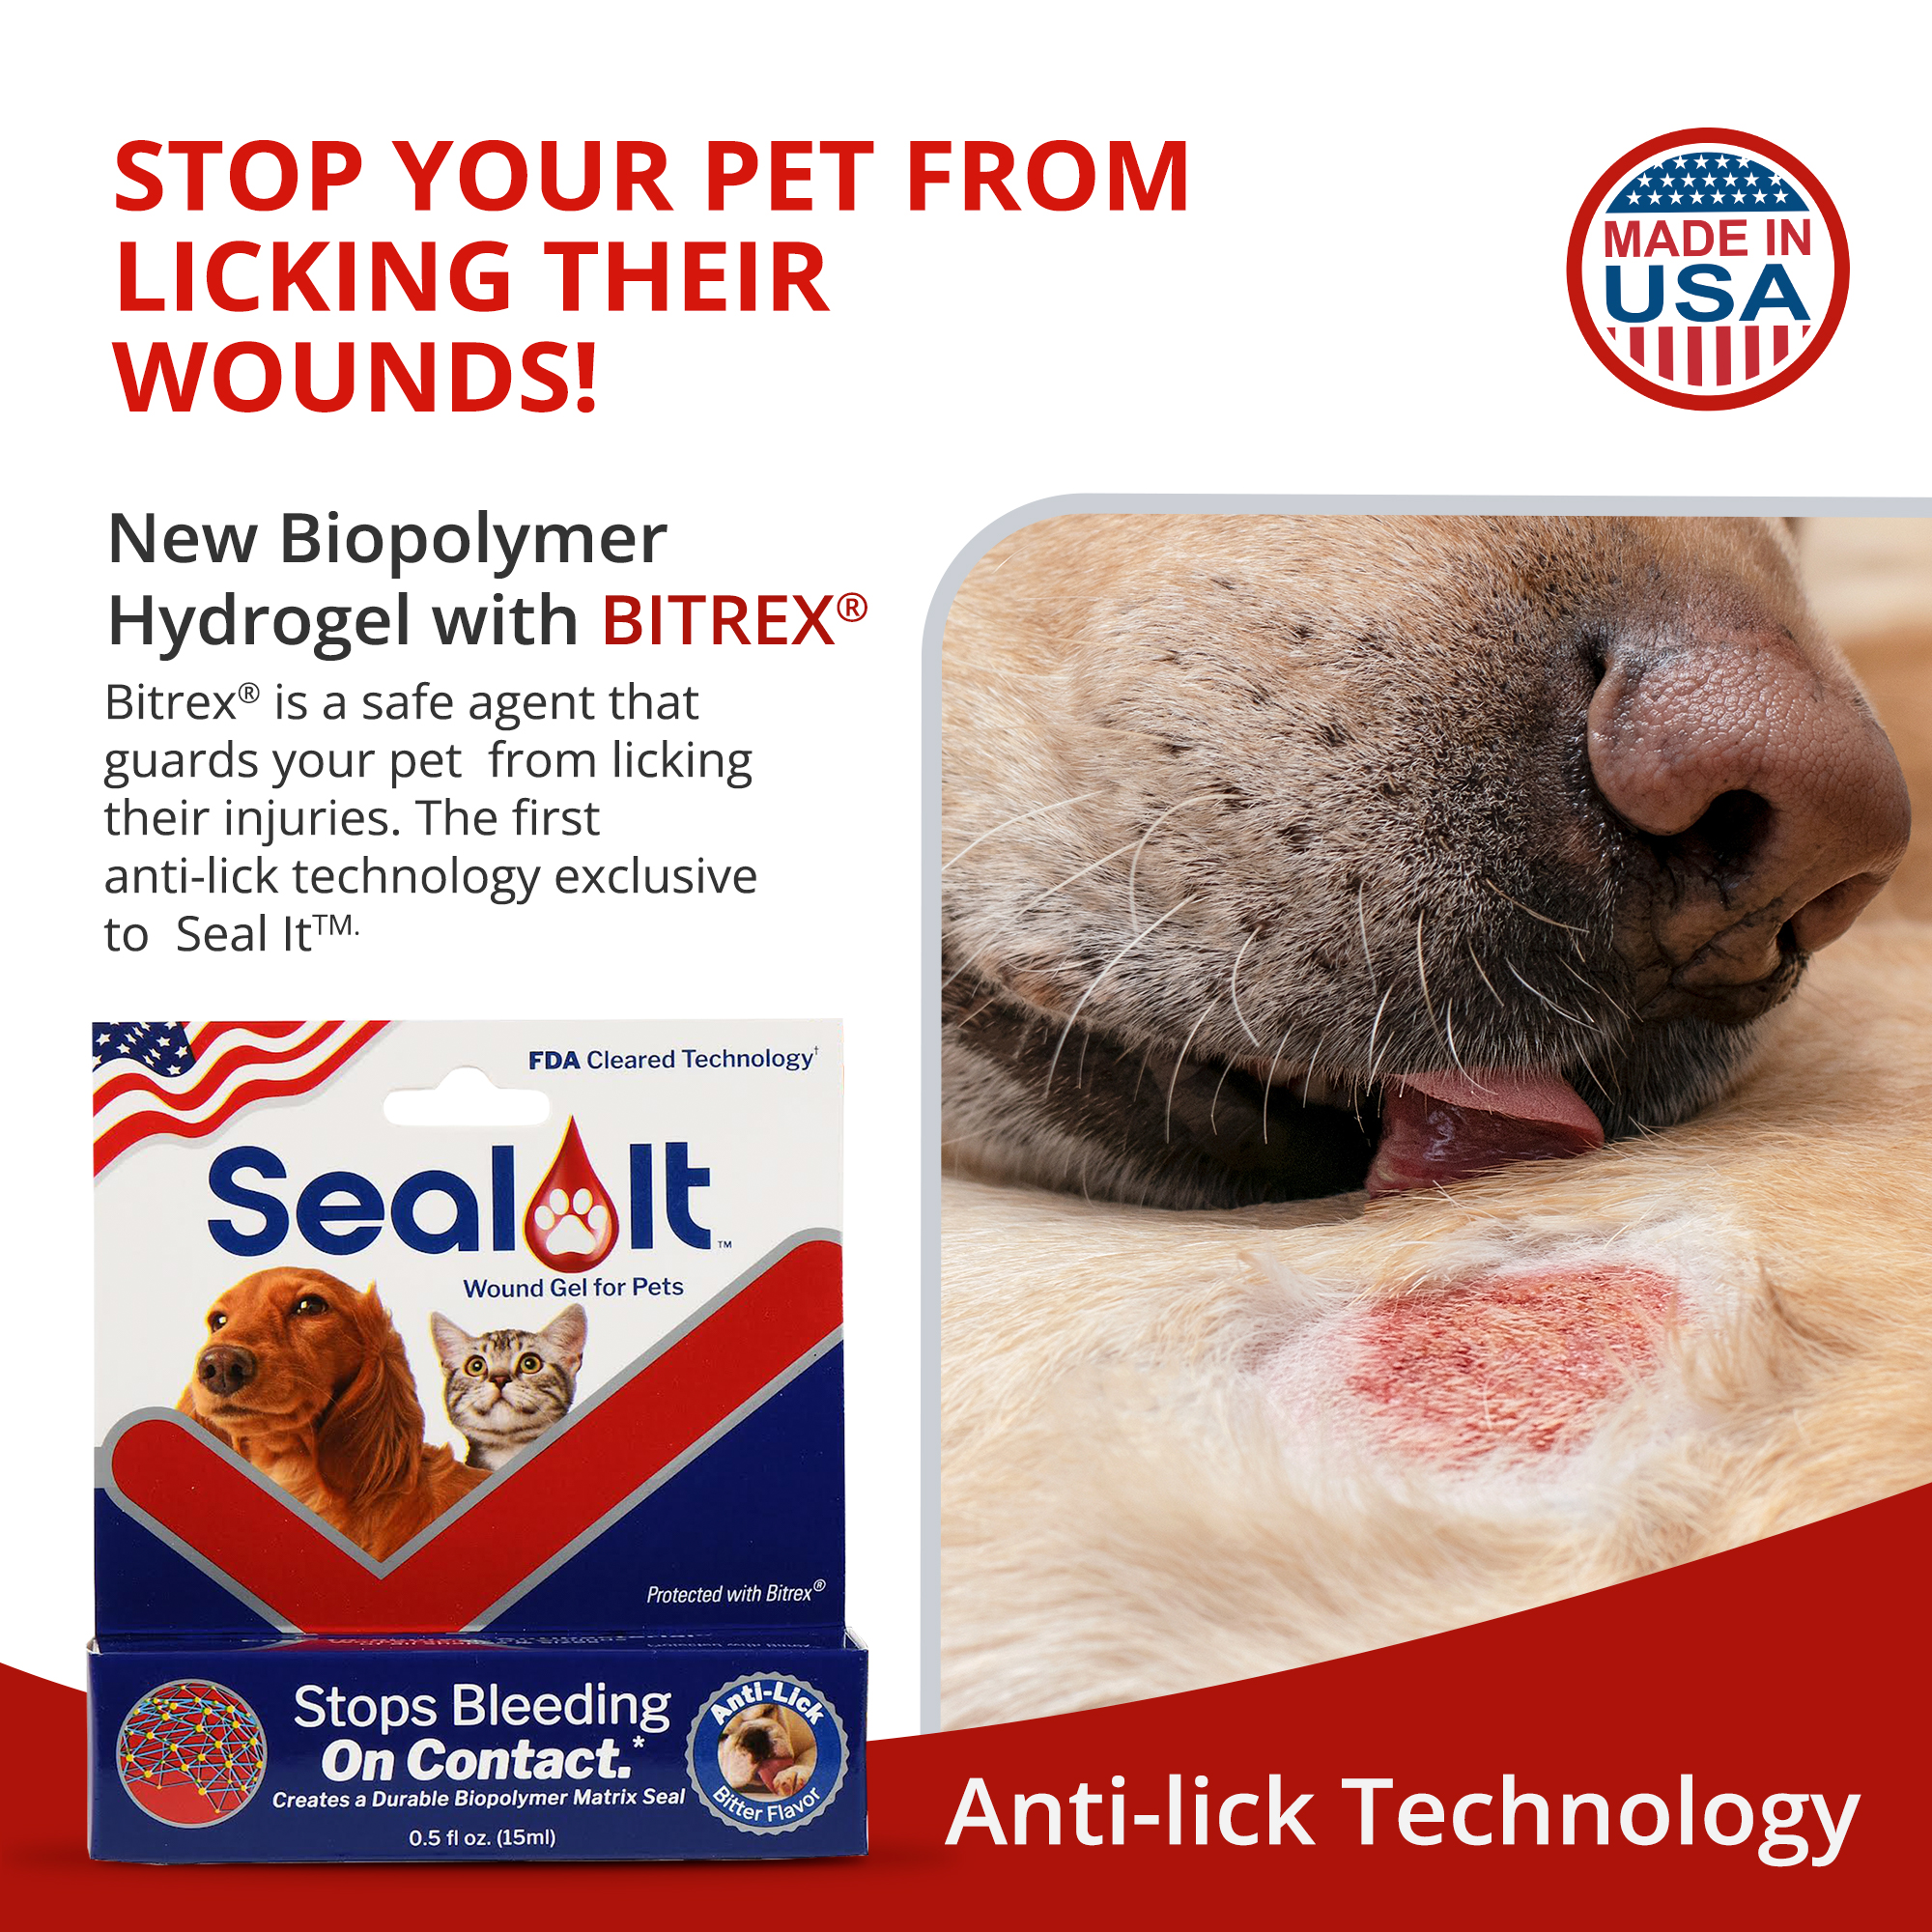 STOP YOUR PET FROM
LICKING THEIR
WOUNDS!
MADE IN
USA
New Biopolymer
Hydrogel with BITREX®
Bitrex® is a safe agent that
guards your pet from licking
their injuries. The first
anti-lick technology exclusive
to Seal It™.
FDA Cleared Technology†
Seal It™
Wound Gel for Pets
Protected with Bitrex®
Stops Bleeding
On Contact.*
Creates a Durable Biopolymer Matrix Seal
0.5 fl oz. (15ml)
Anti-Lick
Bitter Flavor
Anti-lick Technology